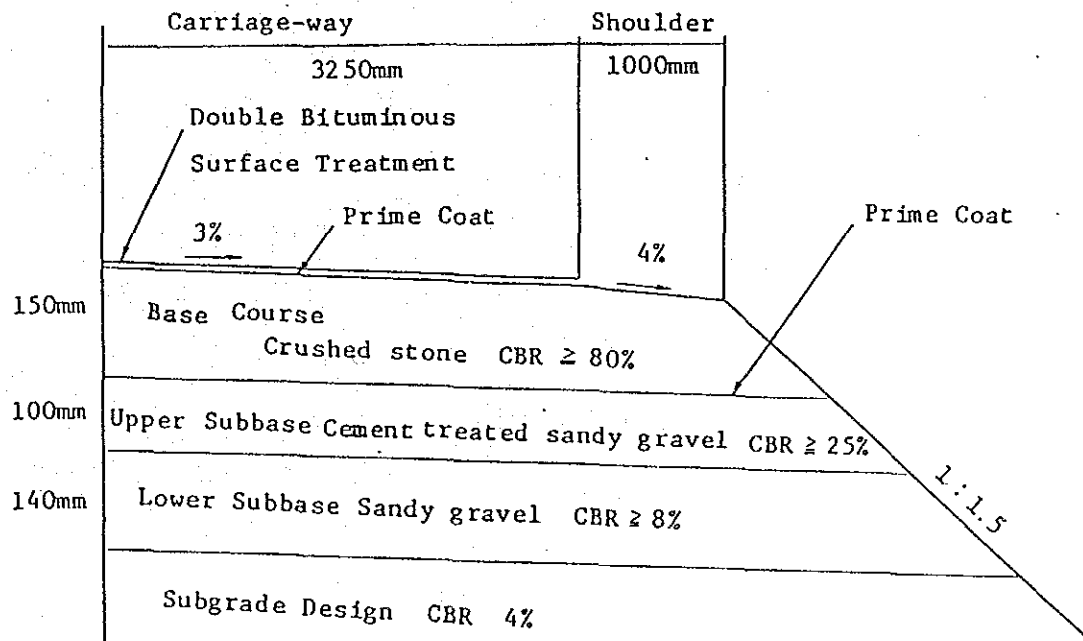 Carriage-way
Shoulder
3250mm
1000mm
Double Bituminous
Surface Treatment
Prime Coat
Prime Coat
3%
4%
150mm
Base Course
Crushed stone CBR ≥ 80%
100mm
Upper Subbase Cement treated sandy gravel CBR ≧ 25%
140mm
Lower Subbase Sandy gravel CBR ≥ 8%
1:1.5
Subgrade Design CBR 4%